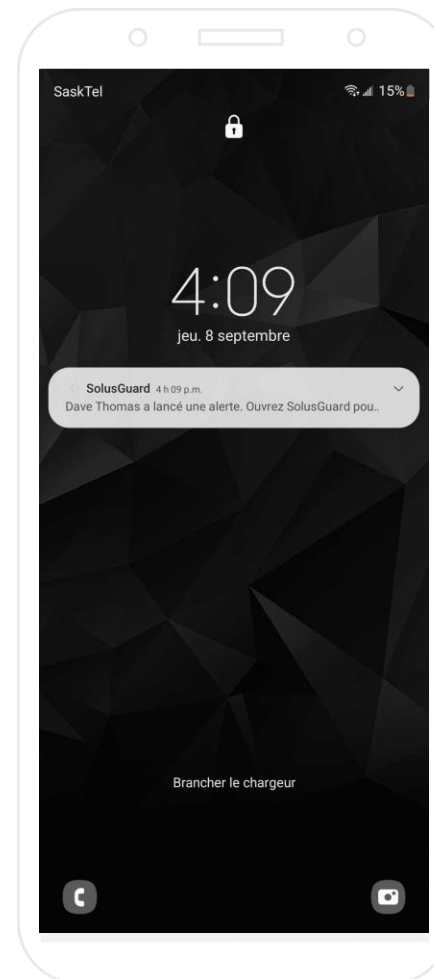 SaskTel 15%
4:09
jeu. 8 septembre
SolusGuard 4 h 09 p.m.
Dave Thomas a lancé une alerte. Ouvrez SolusGuard pou..
Brancher le chargeur